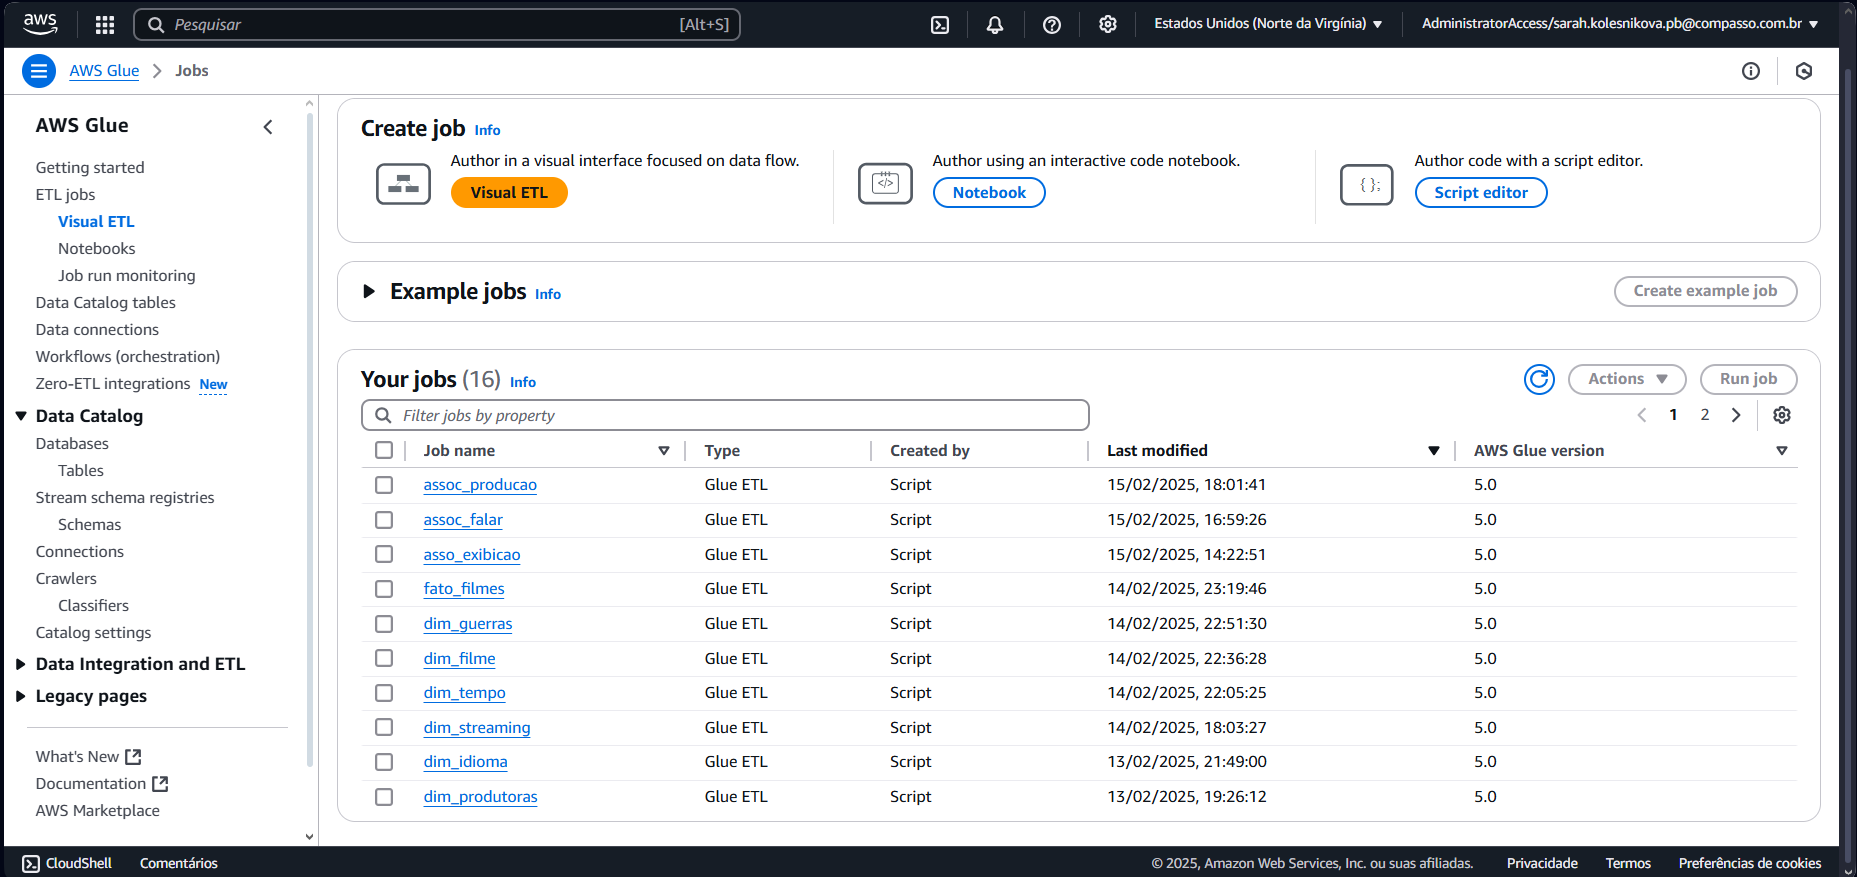 aws
Pesquisar [Alt+S]
Estados Unidos (Norte da Virgínia)
AdministratorAccess/sarah.kolesnikova.pb@compasso.com.br
AWS Glue > Jobs
AWS Glue
Getting started
ETL jobs
Visual ETL
Notebooks
Job run monitoring
Data Catalog tables
Data connections
Workflows (orchestration)
Zero-ETL integrations New
Data Catalog
Databases
Tables
Stream schema registries
Schemas
Connections
Crawlers
Classifiers
Catalog settings
Data Integration and ETL
Legacy pages
What's New
Documentation
AWS Marketplace
Create job Info
Author in a visual interface focused on data flow.
Visual ETL
Author using an interactive code notebook.
Notebook
Author code with a script editor.
Script editor
Example jobs Info
Create example job
Your jobs (16) Info
Actions
Run job
Filter jobs by property
1 2
Job name Type Created by Last modified AWS Glue version
assoc_producao Glue ETL Script 15/02/2025, 18:01:41 5.0
assoc_falar Glue ETL Script 15/02/2025, 16:59:26 5.0
asso_exibicao Glue ETL Script 15/02/2025, 14:22:51 5.0
fato_filmes Glue ETL Script 14/02/2025, 23:19:46 5.0
dim_guerras Glue ETL Script 14/02/2025, 22:51:30 5.0
dim_filme Glue ETL Script 14/02/2025, 22:36:28 5.0
dim_tempo Glue ETL Script 14/02/2025, 22:05:25 5.0
dim_streaming Glue ETL Script 14/02/2025, 18:03:27 5.0
dim_idioma Glue ETL Script 13/02/2025, 21:49:00 5.0
dim_produtoras Glue ETL Script 13/02/2025, 19:26:12 5.0
CloudShell Comentários
© 2025, Amazon Web Services, Inc. ou suas afiliadas. Privacidade Termos Preferências de cookies